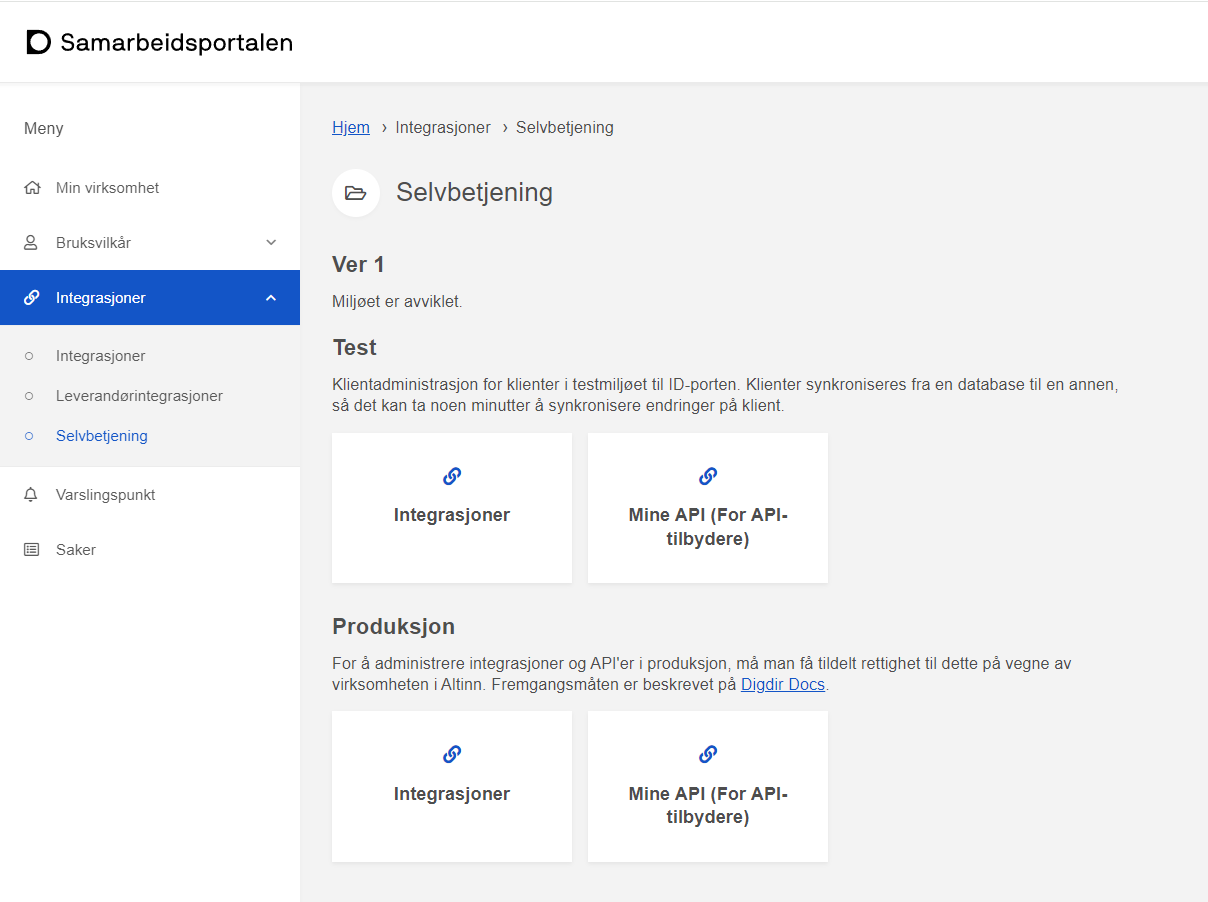 Samarbeidsportalen
Meny
Min virksomhet
Bruksvilkår
Integrasjoner
Integrasjoner
Leverandørintegrasjoner
Selvbetjening
Varslingspunkt
Saker
Hjem › Integrasjoner › Selvbetjening
Selvbetjening
Ver 1
Miljøet er avviklet.
Test
Klientadministrasjon for klienter i testmiljøet til ID-porten. Klienter synkroniseres fra en database til en annen,
så det kan ta noen minutter å synkronisere endringer på klient.
Integrasjoner
Mine API (For API-
tilbydere)
Produksjon
For å administrere integrasjoner og API'er i produksjon, må man få tildelt rettighet til dette på vegne av
virksomheten i Altinn. Fremgangsmåten er beskrevet på Digdir Docs.
Integrasjoner
Mine API (For API-
tilbydere)